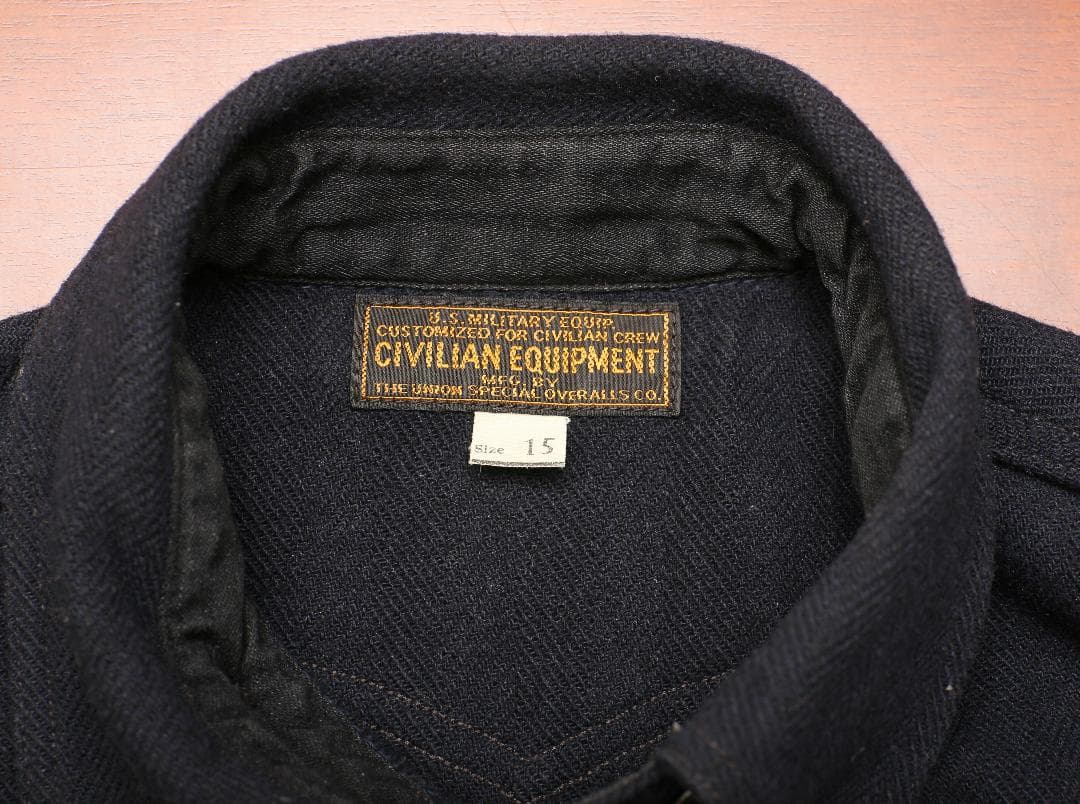 U.S. MILITARY EQUIP.
CUSTOMIZED FOR CIVILIAN CREW
CIVILIAN EQUIPMENT
MFG. BY
THE UNION SPECIAL OVERALLS CO.
Size 15